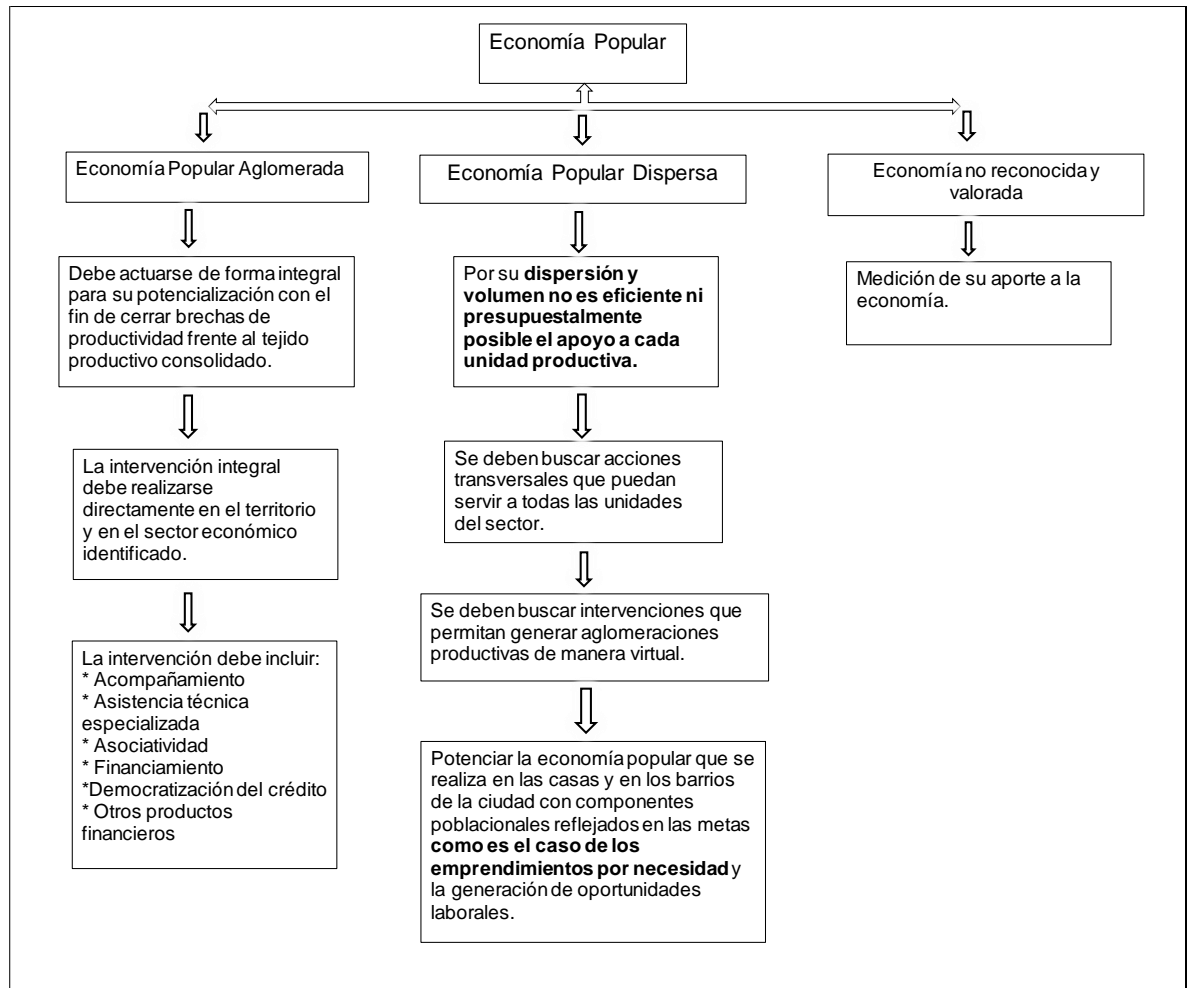 Economía Popular
Economía Popular Aglomerada
Debe actuarse de forma integral
para su potencialización con el
fin de cerrar brechas de
productividad frente al tejido
productivo consolidado.
La intervención integral
debe realizarse
directamente en el territorio
y en el sector económico
identificado.
La intervención debe incluir:
* Acompañamiento
* Asistencia técnica
especializada
* Asociatividad
* Financiamiento
*Democratización del crédito
* Otros productos
financieros
Economía Popular Dispersa
Por su dispersión y
volumen no es eficiente ni
presupuestalmente
posible el apoyo a cada
unidad productiva.
Se deben buscar acciones
transversales que puedan
servir a todas las unidades
del sector.
Se deben buscar intervenciones que
permitan generar aglomeraciones
productivas de manera virtual.
Potenciar la economía popular que se
realiza en las casas y en los barrios
de la ciudad con componentes
poblacionales reflejados en las metas
como es el caso de los
emprendimientos por necesidad y
la generación de oportunidades
laborales.
Economía no reconocida y
valorada
Medición de su aporte a la
economía.